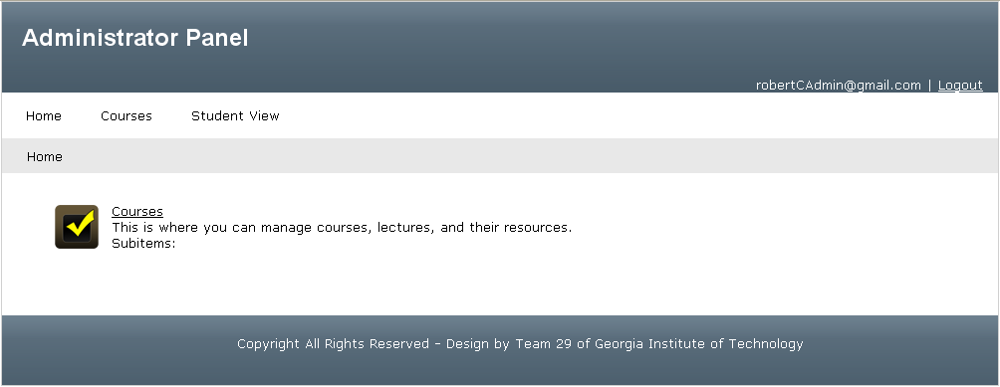 Administrator Panel
robertCAdmin@gmail.com | Logout
Home Courses Student View
Home
Courses
This is where you can manage courses, lectures, and their resources.
Subitems:
Copyright All Rights Reserved - Design by Team 29 of Georgia Institute of Technology